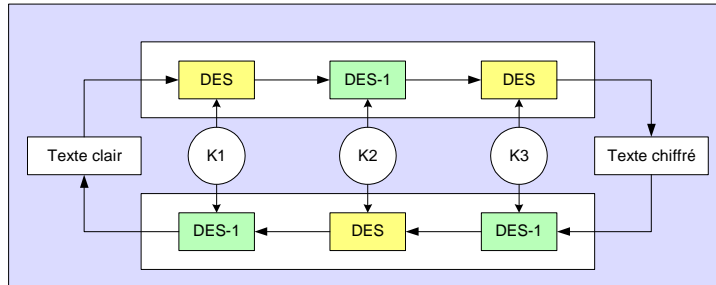 DES
DES-1
DES
Texte clair
K1
K2
K3
Texte chiffré
DES-1
DES
DES-1